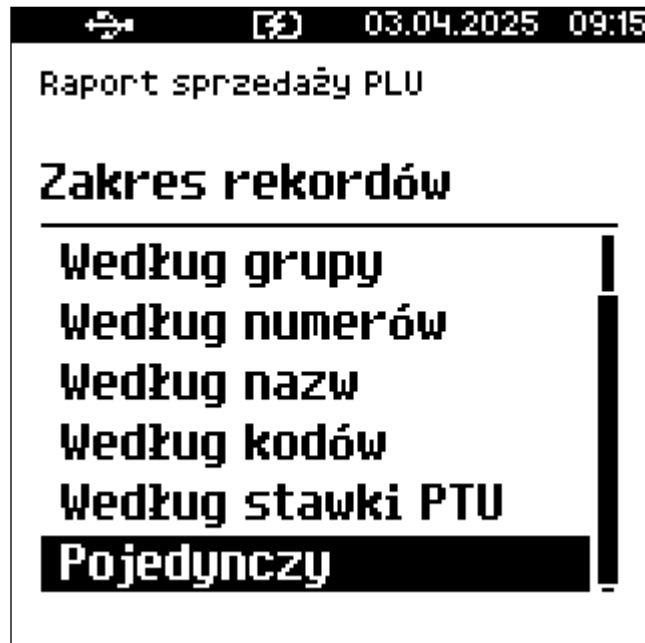 03.04.2025 09:15
Raport sprzedaży PLU
Zakres rekordów
Według grupy
Według numerów
Według nazw
Według kodów
Według stawki PTU
Pojedynczy